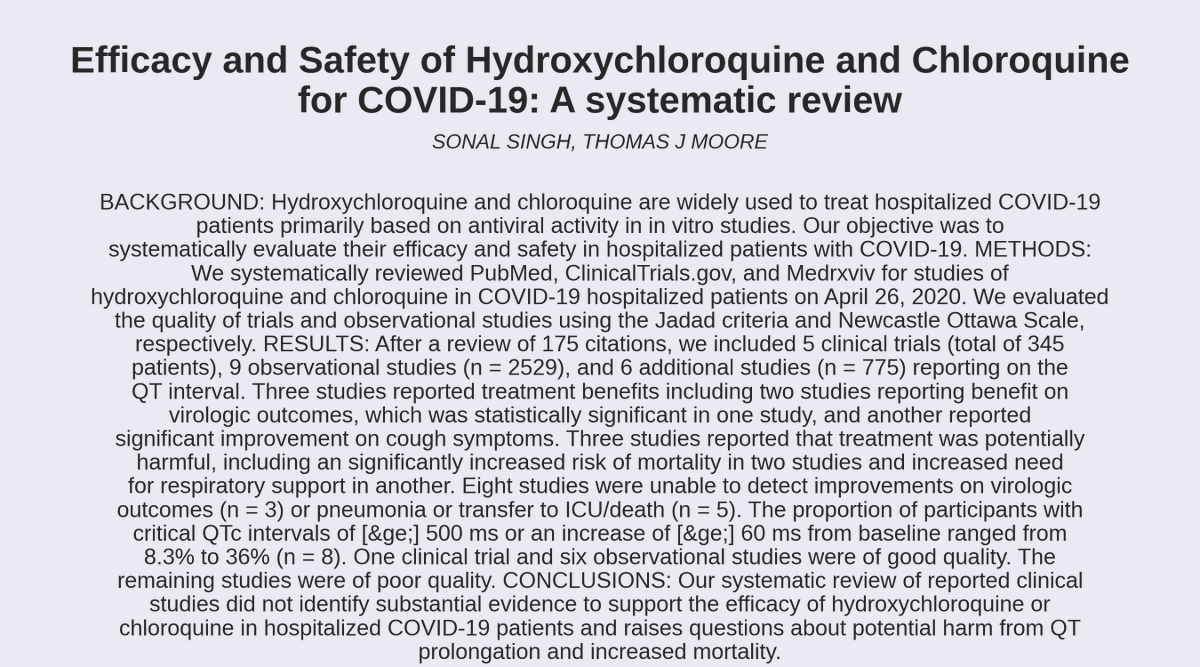 Efficacy and Safety of Hydroxychloroquine and Chloroquine
for COVID-19: A systematic review
SONAL SINGH, THOMAS J MOORE
BACKGROUND: Hydroxychloroquine and chloroquine are widely used to treat hospitalized COVID-19
patients primarily based on antiviral activity in in vitro studies. Our objective was to
systematically evaluate their efficacy and safety in hospitalized patients with COVID-19. METHODS:
We systematically reviewed PubMed, ClinicalTrials.gov, and Medrxviv for studies of
hydroxychloroquine and chloroquine in COVID-19 hospitalized patients on April 26, 2020. We evaluated
the quality of trials and observational studies using the Jadad criteria and Newcastle Ottawa Scale,
respectively. RESULTS: After a review of 175 citations, we included 5 clinical trials (total of 345
patients), 9 observational studies (n = 2529), and 6 additional studies (n = 775) reporting on the
QT interval. Three studies reported treatment benefits including two studies reporting benefit on
virologic outcomes, which was statistically significant in one study, and another reported
significant improvement on cough symptoms. Three studies reported that treatment was potentially
harmful, including an significantly increased risk of mortality in two studies and increased need
for respiratory support in another. Eight studies were unable to detect improvements on virologic
outcomes (n = 3) or pneumonia or transfer to ICU/death (n = 5). The proportion of participants with
critical QTc intervals of [&ge;] 500 ms or an increase of [&ge;] 60 ms from baseline ranged from
8.3% to 36% (n = 8). One clinical trial and six observational studies were of good quality. The
remaining studies were of poor quality. CONCLUSIONS: Our systematic review of reported clinical
studies did not identify substantial evidence to support the efficacy of hydroxychloroquine or
chloroquine in hospitalized COVID-19 patients and raises questions about potential harm from QT
prolongation and increased mortality.